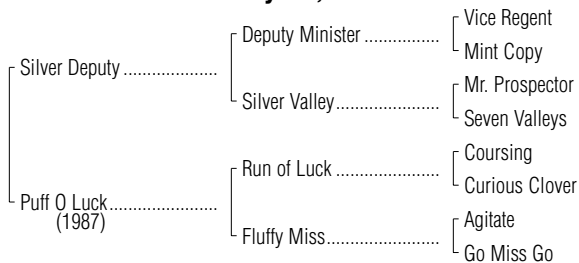 Vice Regent
Deputy Minister ................
Mint Copy
Silver Deputy ....................
Mr. Prospector
Silver Valley ......................
Seven Valleys
Coursing
Run of Luck ......................
Curious Clover
Puff O Luck .......................
(1987)
Agitate
Fluffy Miss ........................
Go Miss Go